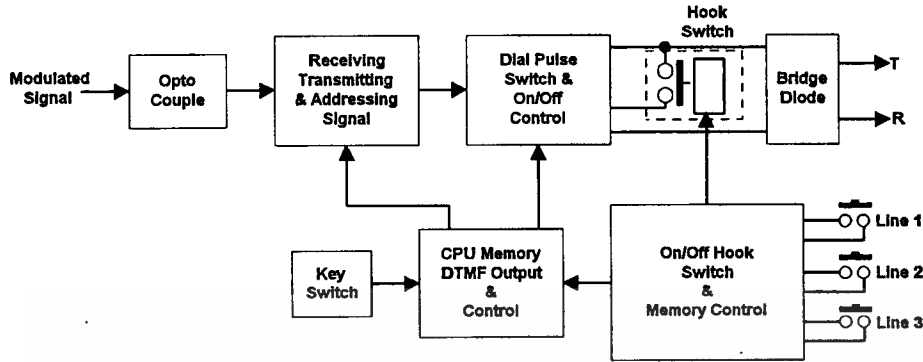 Hook
Switch
Modulated
Signal
Opto
Couple
Receiving
Transmitting
& Addressing
Signal
Dial Pulse
Switch &
On/Off
Control
Bridge
Diode
T
R
Key
Switch
CPU Memory
DTMF Output
&
Control
On/Off Hook
Switch
&
Memory Control
Line 1
Line 2
Line 3